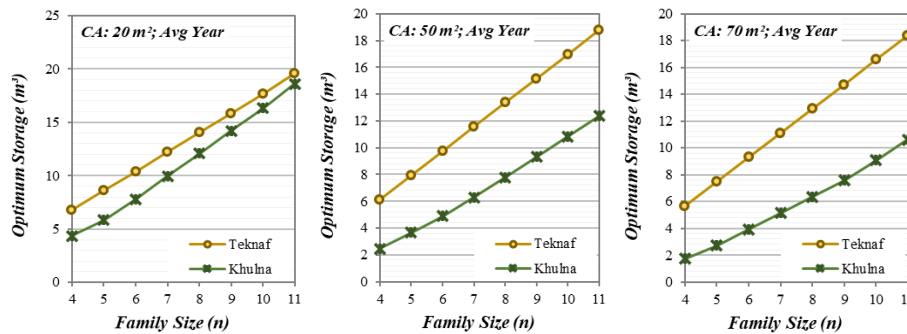 CA: 20 m²; Avg Year
Optimum Storage (m³)
25
20
15
10
5
0
Teknaf
Khulna
4 5 6 7 8 9 10 11
Family Size (n)
CA: 50 m²; Avg Year
Optimum Storage (m³)
20
18
16
14
12
10
8
6
4
2
0
Teknaf
Khulna
4 5 6 7 8 9 10 11
Family Size (n)
CA: 70 m²; Avg Year
Optimum Storage (m³)
20
18
16
14
12
10
8
6
4
2
0
Teknaf
Khulna
4 5 6 7 8 9 10
Family Size (n)